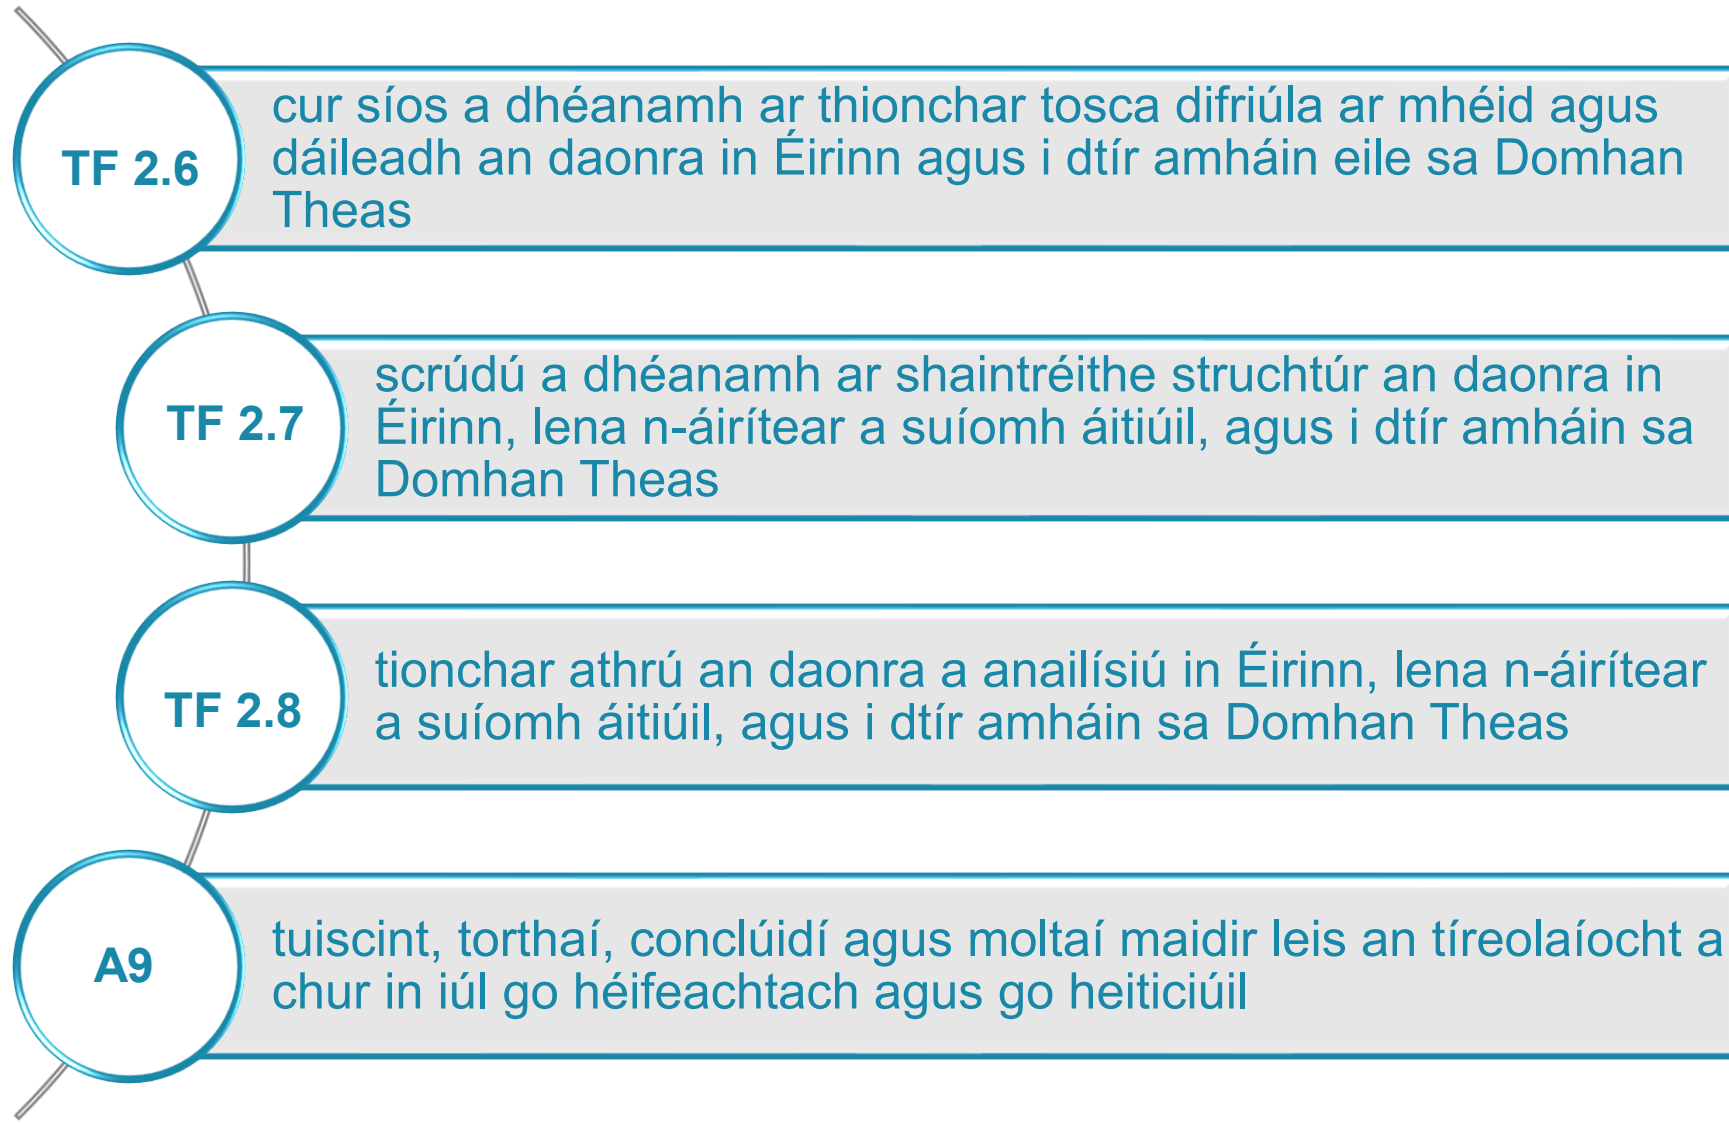 TF 2.6
cur síos a dhéanamh ar thionchar tosca difriúla ar mhéid agus
dáileadh an daonra in Éirinn agus i dtír amháin eile sa Domhan
Theas
TF 2.7
scrúdú a dhéanamh ar shaintréithe struchtúr an daonra in
Éirinn, lena n-áirítear a suíomh áitiúil, agus i dtír amháin sa
Domhan Theas
TF 2.8
tionchar athrú an daonra a anailísiú in Éirinn, lena n-áirítear
a suíomh áitiúil, agus i dtír amháin sa Domhan Theas
A9
tuiscint, torthaí, conclúidí agus moltaí maidir leis an tíreolaíocht a
chur in iúl go héifeachtach agus go heiticiúil